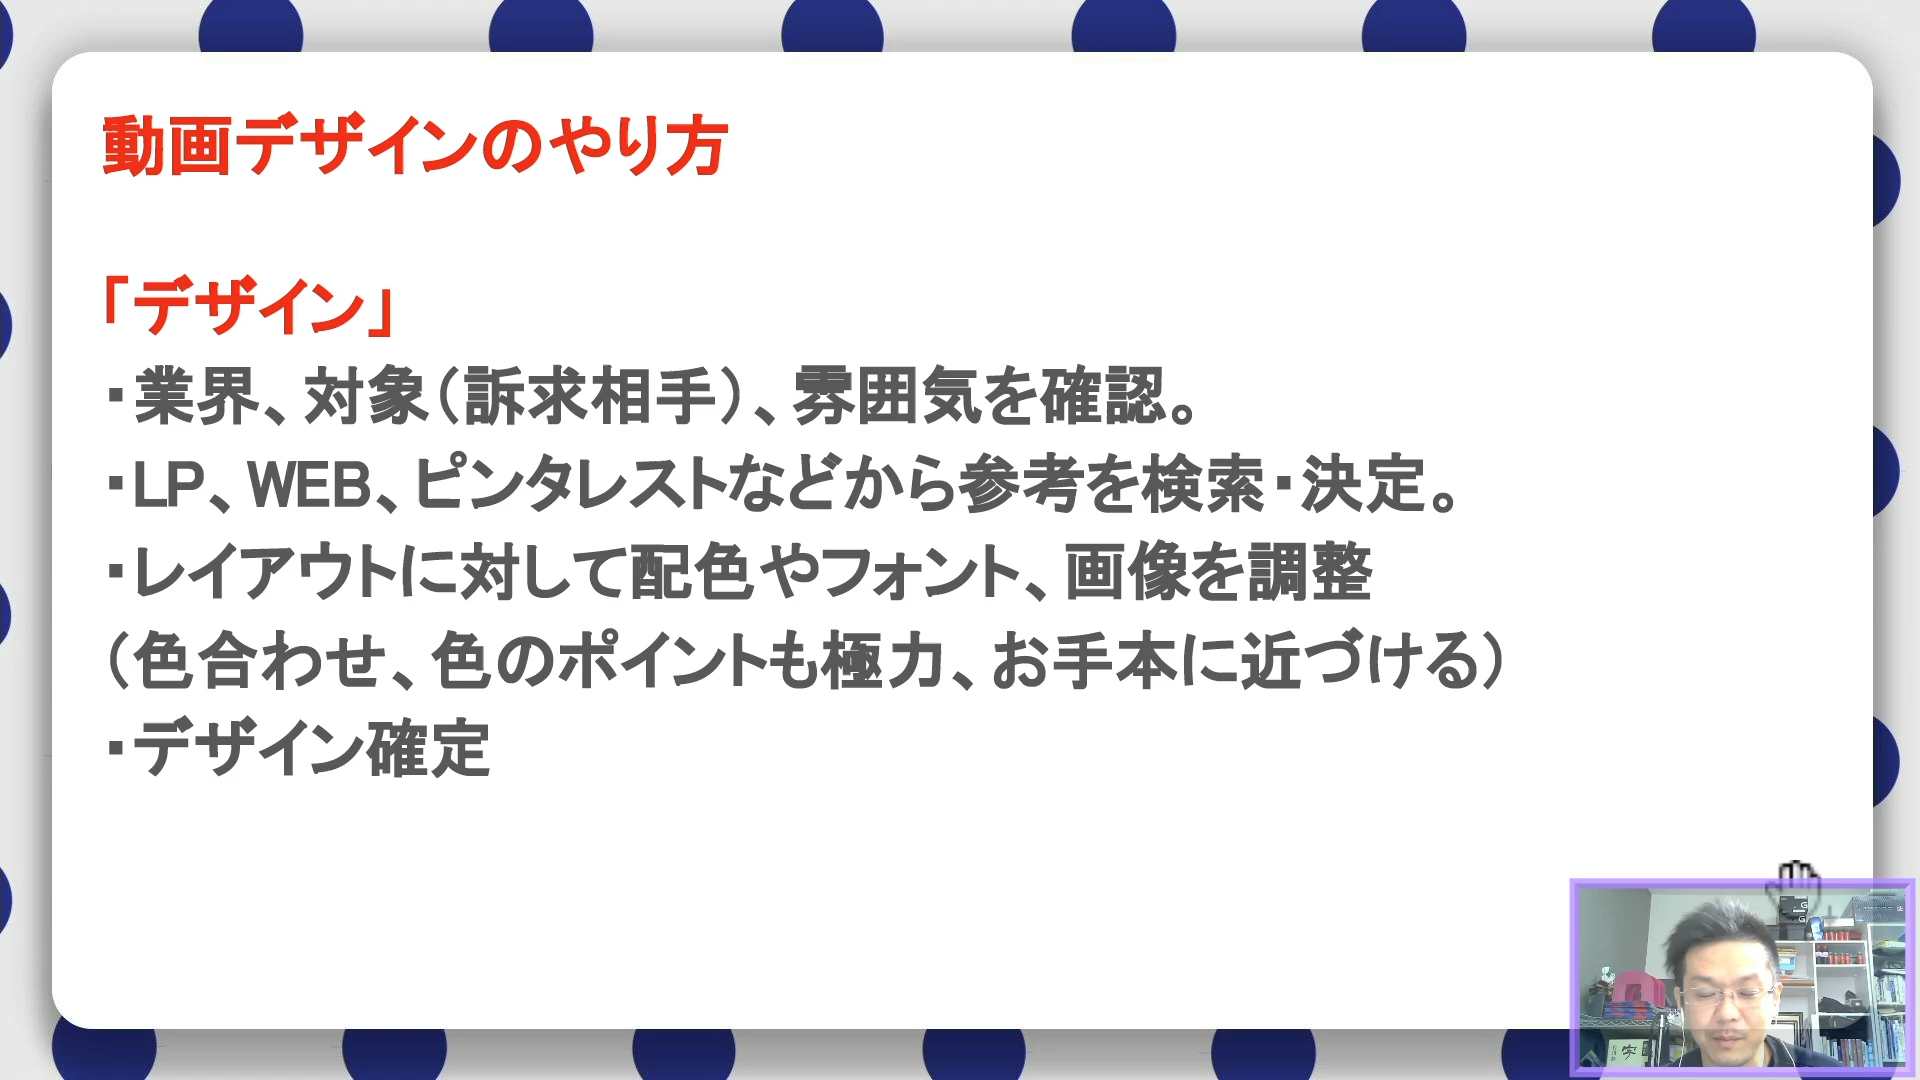 動画デザインのやり方
「デザイン」
・業界、対象（訴求相手）、雰囲気を確認。
・LP、WEB、ピンタレストなどから参考を検索・決定。
・レイアウトに対して配色やフォント、画像を調整
（色合わせ、色のポイントも極力、お手本に近づける）
・デザイン確定